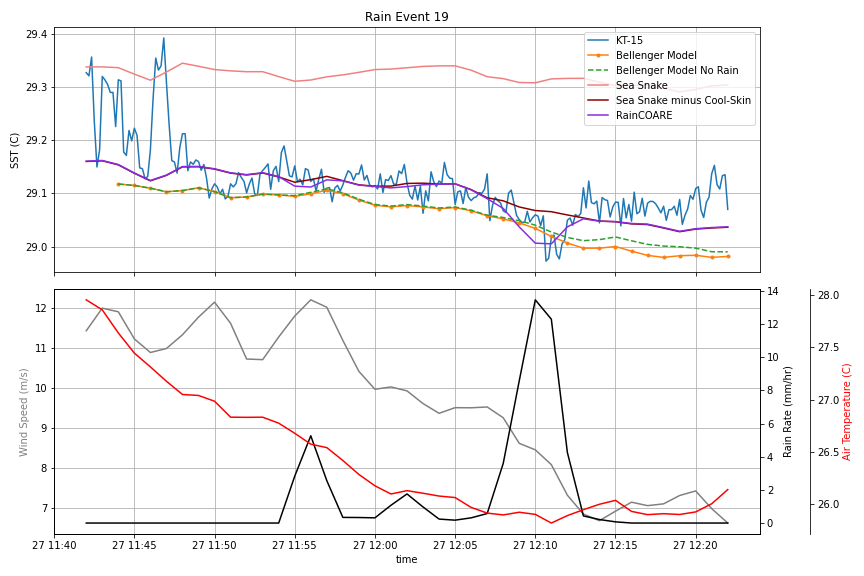 Rain Event 19
29.4
29.3
29.2
29.1
29.0
SST (C)
KT-15
Bellenger Model
Bellenger Model No Rain
Sea Snake
Sea Snake minus Cool-Skin
RainCOARE
12
11
10
9
8
7
Wind Speed (m/s)
14
12
10
8
6
4
2
0
Rain Rate (mm/hr)
28.0
27.5
27.0
26.5
26.0
Air Temperature (C)
27 11:40 27 11:45 27 11:50 27 11:55 27 12:00 27 12:05 27 12:10 27 12:15 27 12:20
time